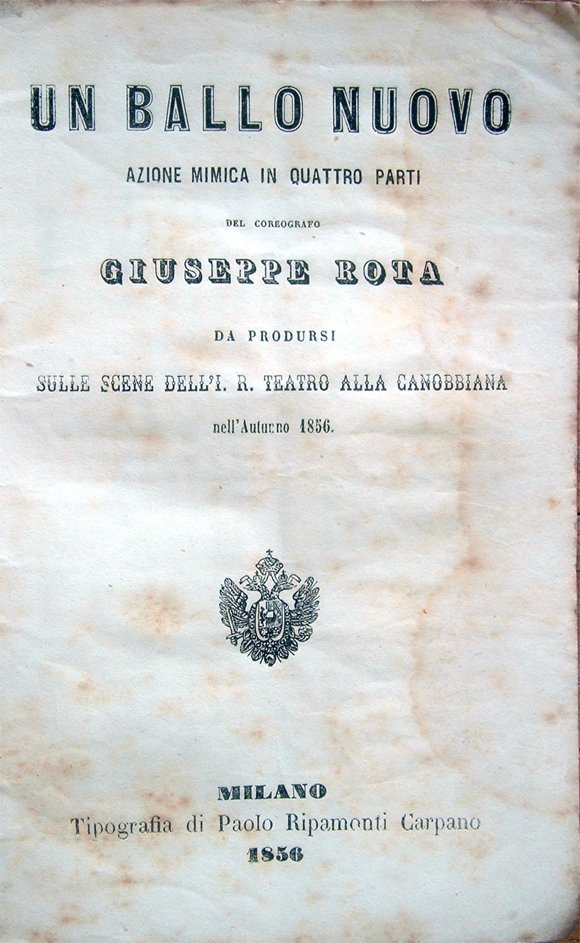 UN BALLO NUOVO
AZIONE MIMICA IN QUATTRO PARTI
DEL COREOGRAFO
GIUSEPPE ROTA
DA PRODURSI
SULLE SCENE DELL'I. R. TEATRO ALLA CANOBBIANA
nell'Autunno 1856.
MILANO
Tipografia di Paolo Ripamonti Carpano
1856